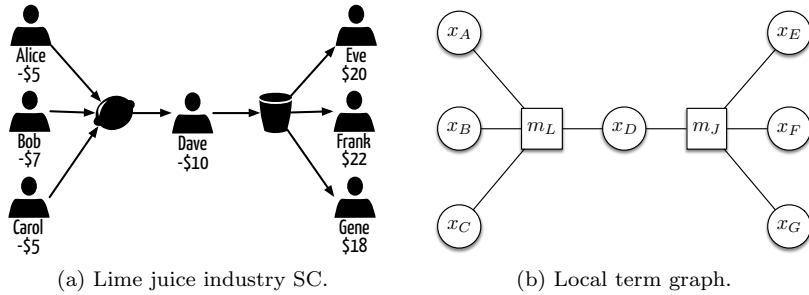 Alice
-$5
Bob
-$7
Carol
-$5
Dave
-$10
Eve
$20
Frank
$22
Gene
$18
(a) Lime juice industry SC.
x_A
x_B
x_C
m_L
x_D
m_J
x_E
x_F
x_G
(b) Local term graph.